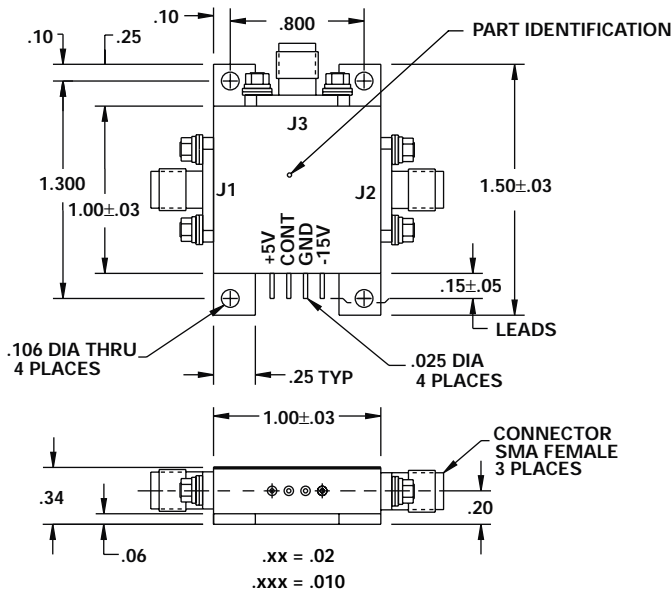 .10
.800
PART IDENTIFICATION
.10
.25
J3
1.300
1.00±.03
J1
J2
1.50±.03
+5V
CONT
GND
-15V
.15±.05
LEADS
.106 DIA THRU
4 PLACES
.25 TYP
.025 DIA
4 PLACES
1.00±.03
CONNECTOR
SMA FEMALE
3 PLACES
.34
.20
.06
.xx = .02
.xxx = .010